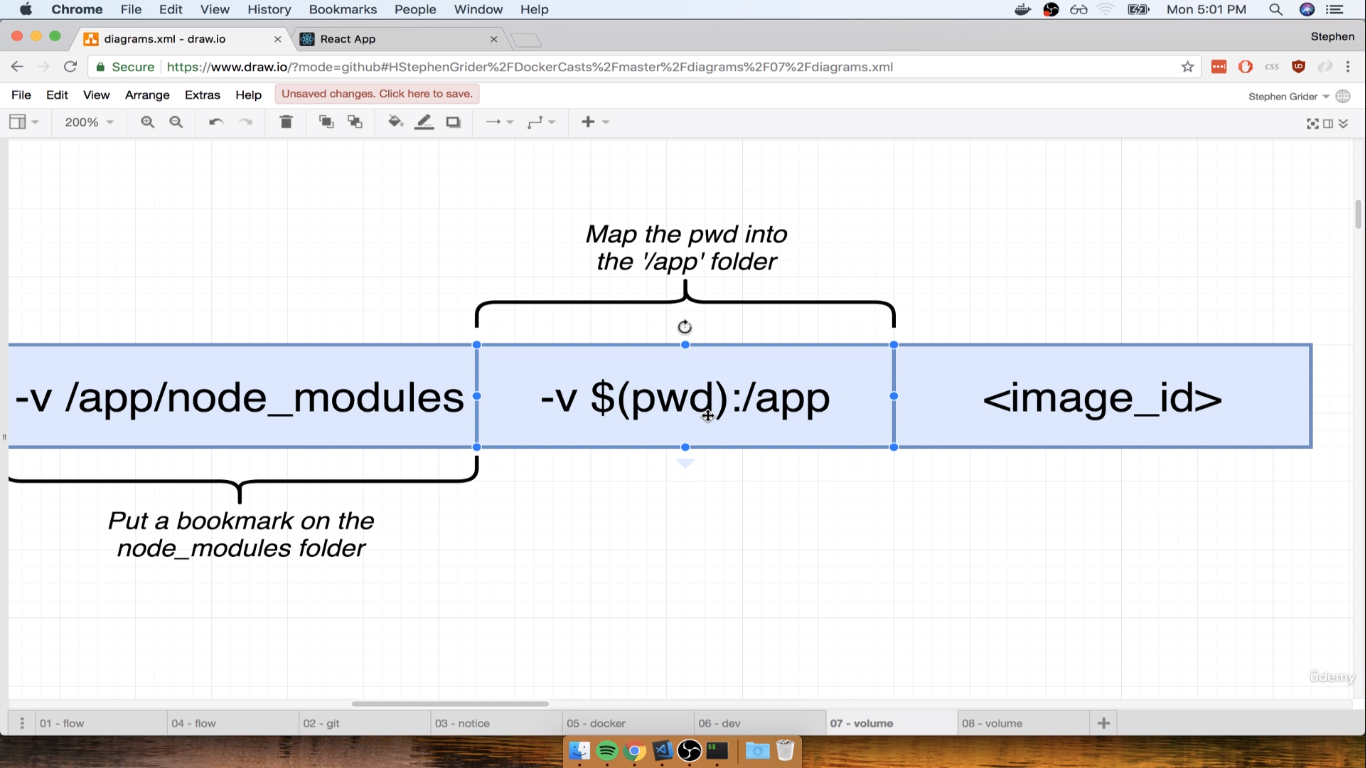 Chrome File Edit View History Bookmarks People Window Help Mon 5:01 PM
diagrams.xml - draw.io × React App × Stephen
Secure https://www.draw.io/?mode=github#HStephenGrider%2FDockerCasts%2Fmaster%2Fdiagrams%2F07%2Fdiagrams.xml css UD
File Edit View Arrange Extras Help Unsaved changes. Click here to save. Stephen Grider
200%
Map the pwd into
the '/app' folder
-v /app/node_modules -v $(pwd):/app <image_id>
Put a bookmark on the
node_modules folder
ûdemy
01 - flow 04 - flow 02 - git 03 - notice 05 - docker 06 - dev 07 - volume 08 - volume